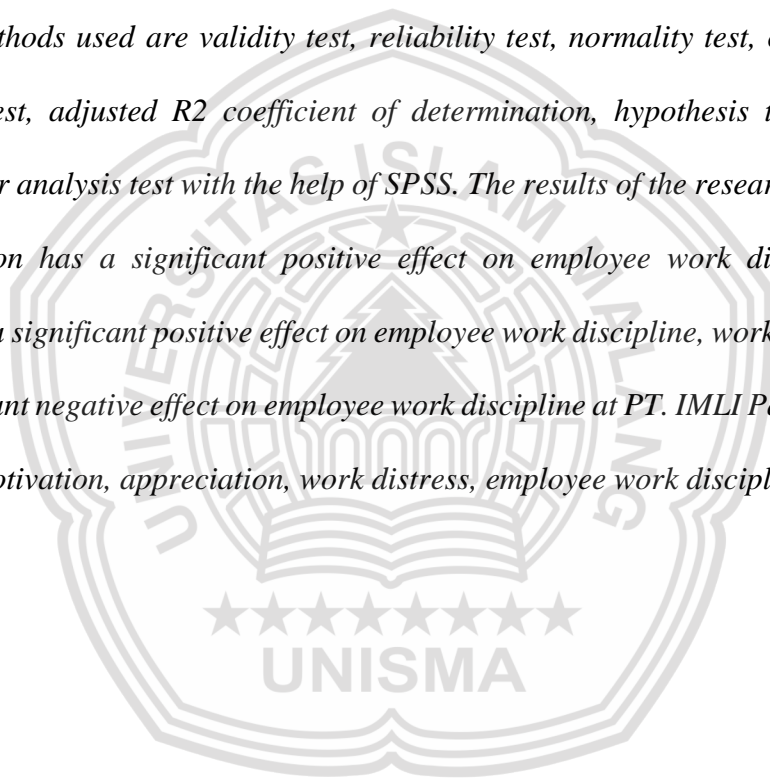 thods used are validity test, reliability test, normality test,
est, adjusted R2 coefficient of determination, hypothesis t
r analysis test with the help of SPSS. The results of the resear
on has a significant positive effect on employee work di
a significant positive effect on employee work discipline, work
ant negative effect on employee work discipline at PT. IMLI P
otivation, appreciation, work distress, employee work discipl
UNIVERSITAS ISLAM MALANG
UNISMA